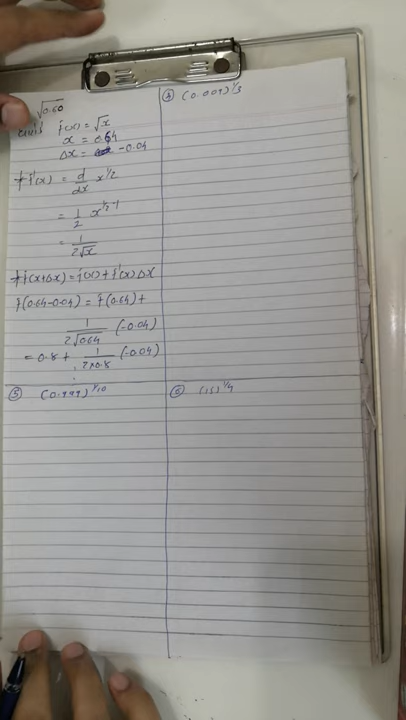 √0.60
f(x) = √x
x = 0.64
Δx = -0.04
f'(x) = d/dx x^1/2
= 1/2 x^1/2-1
= 1/2√x
f(x+Δx) = f(x) + f'(x) Δx
f(0.64-0.04) = f(0.64) +
1/2√0.64 (-0.04)
= 0.8 + 1/2×0.8 (-0.04)
④ (0.009)^1/3
⑤ (0.999)^1/10
⑥ (15)^1/4